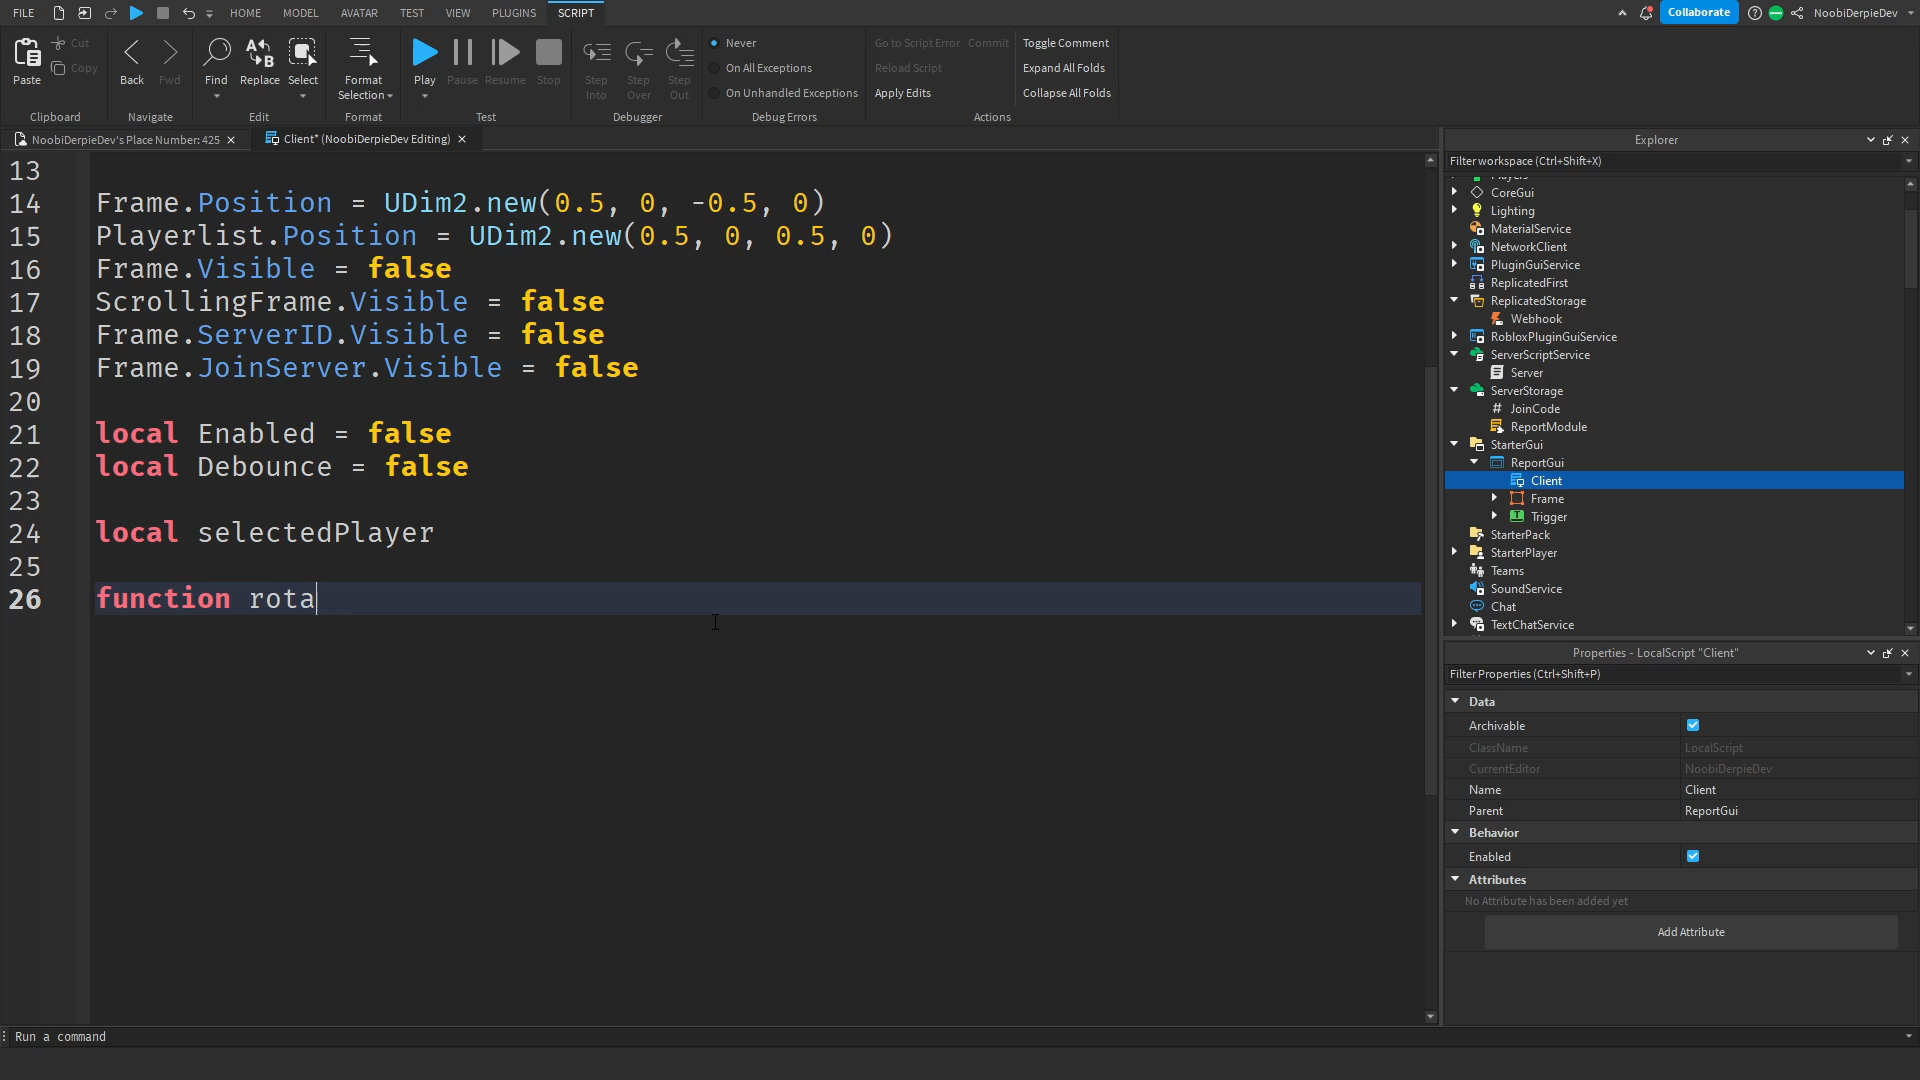 FILE HOME MODEL AVATAR TEST VIEW PLUGINS SCRIPT Collaborate NoobiDerpieDev
Paste Cut Copy Clipboard
Back Fwd Navigate
Find Replace Select Edit
Format Selection Format
Play Pause Resume Stop Test
Step Into Step Over Step Out Debugger
Never
On All Exceptions
On Unhandled Exceptions
Debug Errors
Go to Script Error Commit Toggle Comment
Reload Script Expand All Folds
Apply Edits Collapse All Folds
Actions
NoobiDerpieDev's Place Number: 425 Client* (NoobiDerpieDev Editing)
13
14 Frame.Position = UDim2.new(0.5, 0, -0.5, 0)
15 Playerlist.Position = UDim2.new(0.5, 0, 0.5, 0)
16 Frame.Visible = false
17 ScrollingFrame.Visible = false
18 Frame.ServerID.Visible = false
19 Frame.JoinServer.Visible = false
20
21 local Enabled = false
22 local Debounce = false
23
24 local selectedPlayer
25
26 function rota
Explorer
Filter workspace (Ctrl+Shift+X)
Players
CoreGui
Lighting
MaterialService
NetworkClient
PluginGuiService
ReplicatedFirst
ReplicatedStorage
Webhook
RobloxPluginGuiService
ServerScriptService
Server
ServerStorage
JoinCode
ReportModule
StarterGui
ReportGui
Client
Frame
Trigger
StarterPack
StarterPlayer
Teams
SoundService
Chat
TextChatService
Properties - LocalScript "Client"
Filter Properties (Ctrl+Shift+P)
Data
Archivable
ClassName LocalScript
CurrentEditor NoobiDerpieDev
Name Client
Parent ReportGui
Behavior
Enabled
Attributes
No Attribute has been added yet
Add Attribute
Run a command